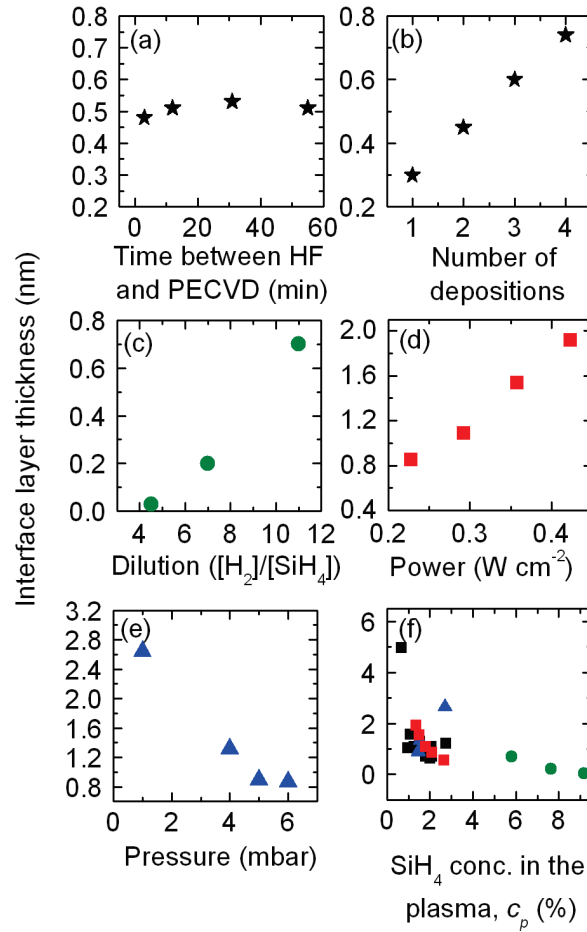 (a)
0.8
0.7
0.6
0.5
0.4
0.3
0.2
0 20 40 60
Time between HF
and PECVD (min)
(b)
0.8
0.6
0.4
0.2
1 2 3 4
Number of
depositions
Interface layer thickness (nm)
(c)
0.8
0.6
0.4
0.2
0.0
4 6 8 10 12
Dilution ([H₂]/[SiH₄])
(d)
2.0
1.6
1.2
0.8
0.4
0.2 0.3 0.4
Power (W cm⁻²)
(e)
3.2
2.8
2.4
2.0
1.6
1.2
0.8
0 2 4 6
Pressure (mbar)
(f)
6
4
2
0
0 2 4 6 8
SiH₄ conc. in the
plasma, cₚ (%)